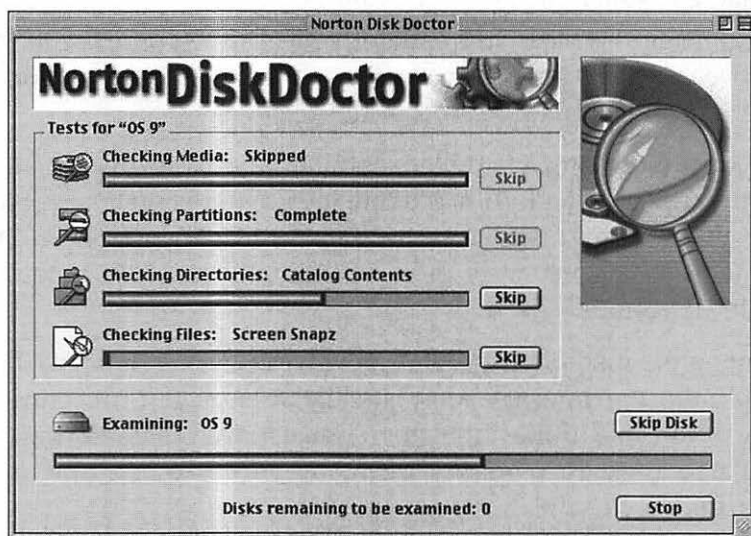 Norton Disk Doctor
NortonDiskDoctor
Tests for "OS 9"
Checking Media: Skipped
Skip
Checking Partitions: Complete
Skip
Checking Directories: Catalog Contents
Skip
Checking Files: Screen Snapz
Skip
Examining: OS 9
Skip Disk
Disks remaining to be examined: 0
Stop